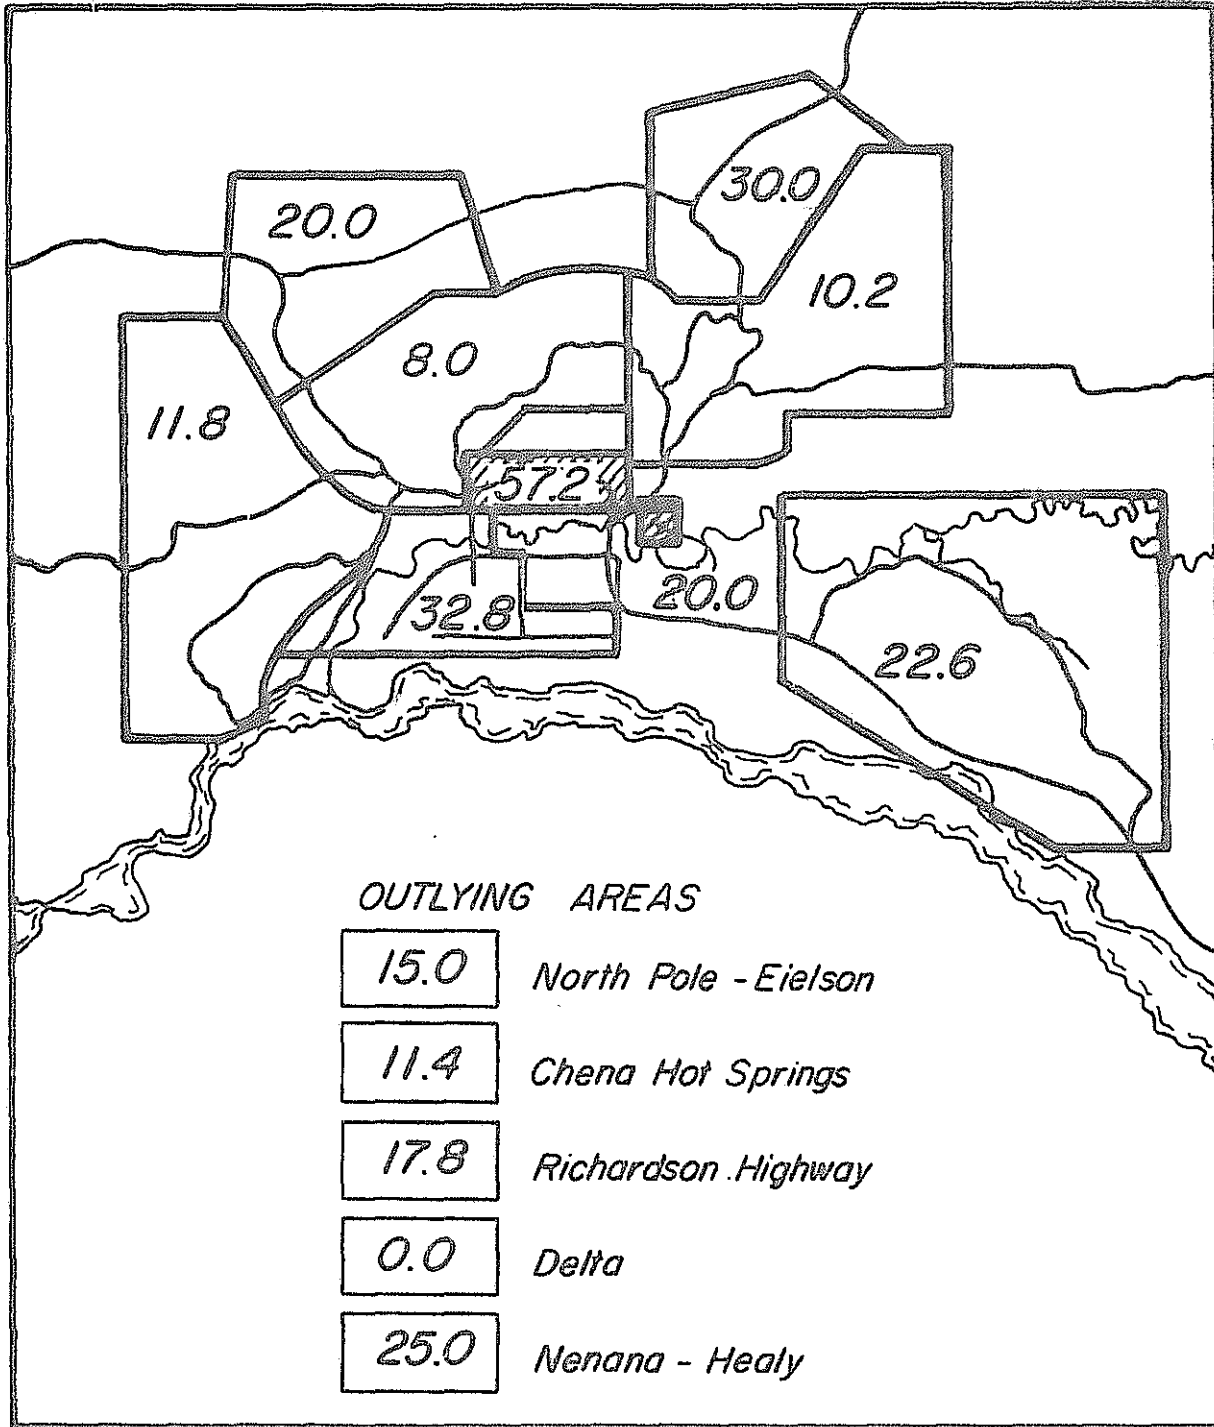 30.0
20.0
10.2
8.0
11.8
57.2
20.0
32.8
22.6
OUTLYING AREAS
15.0 North Pole - Eielson
11.4 Chena Hot Springs
17.8 Richardson Highway
0.0 Delta
25.0 Nenana - Healy